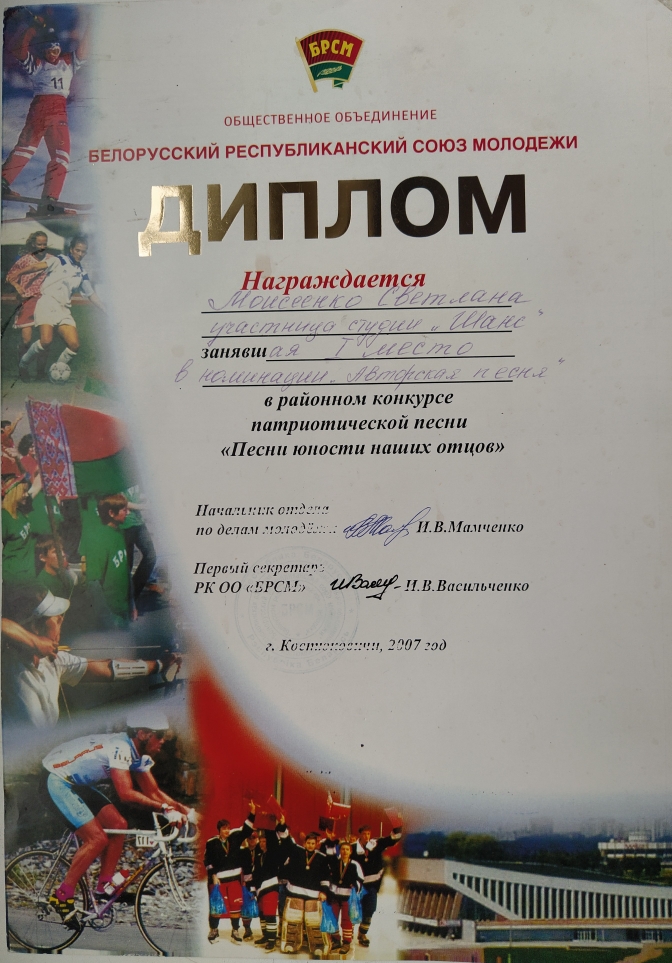 БРСМ
ОБЩЕСТВЕННОЕ ОБЪЕДИНЕНИЕ
БЕЛОРУССКИЙ РЕСПУБЛИКАНСКИЙ СОЮЗ МОЛОДЕЖИ
ДИПЛОМ
Награждается
Моисеенко Светлана
участница студии „Шанс"
занявшая I место
в номинации „Авторская песня"
в районном конкурсе
патриотической песни
«Песни юности наших отцов»
Начальник отдела
по делам молодёжи И.В.Мамченко
Первый секретарь
РК ОО «БРСМ» И.В.Васильченко
г. Костюковичи, 2007 год
11
BELARUS